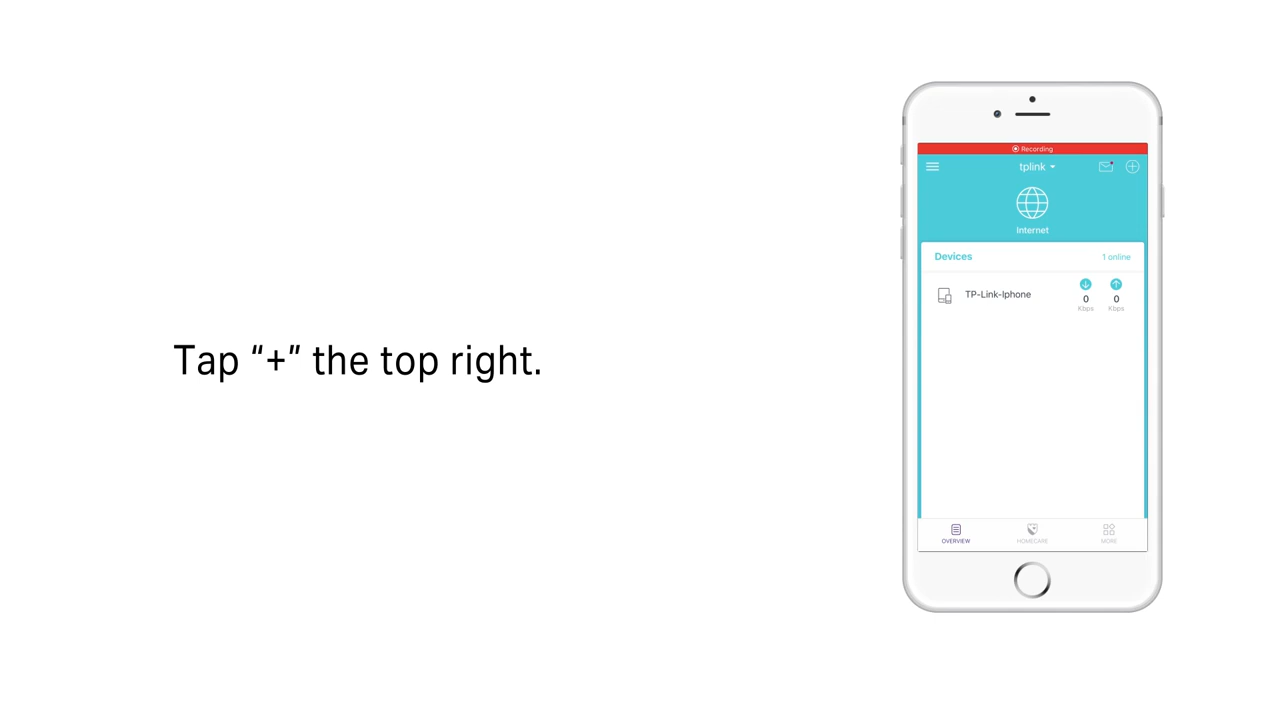 Tap “+” the top right.
Recording
tplink
Internet
Devices
1 online
TP-Link-Iphone
0
0
Kbps
Kbps
OVERVIEW
HOMECARE
MORE